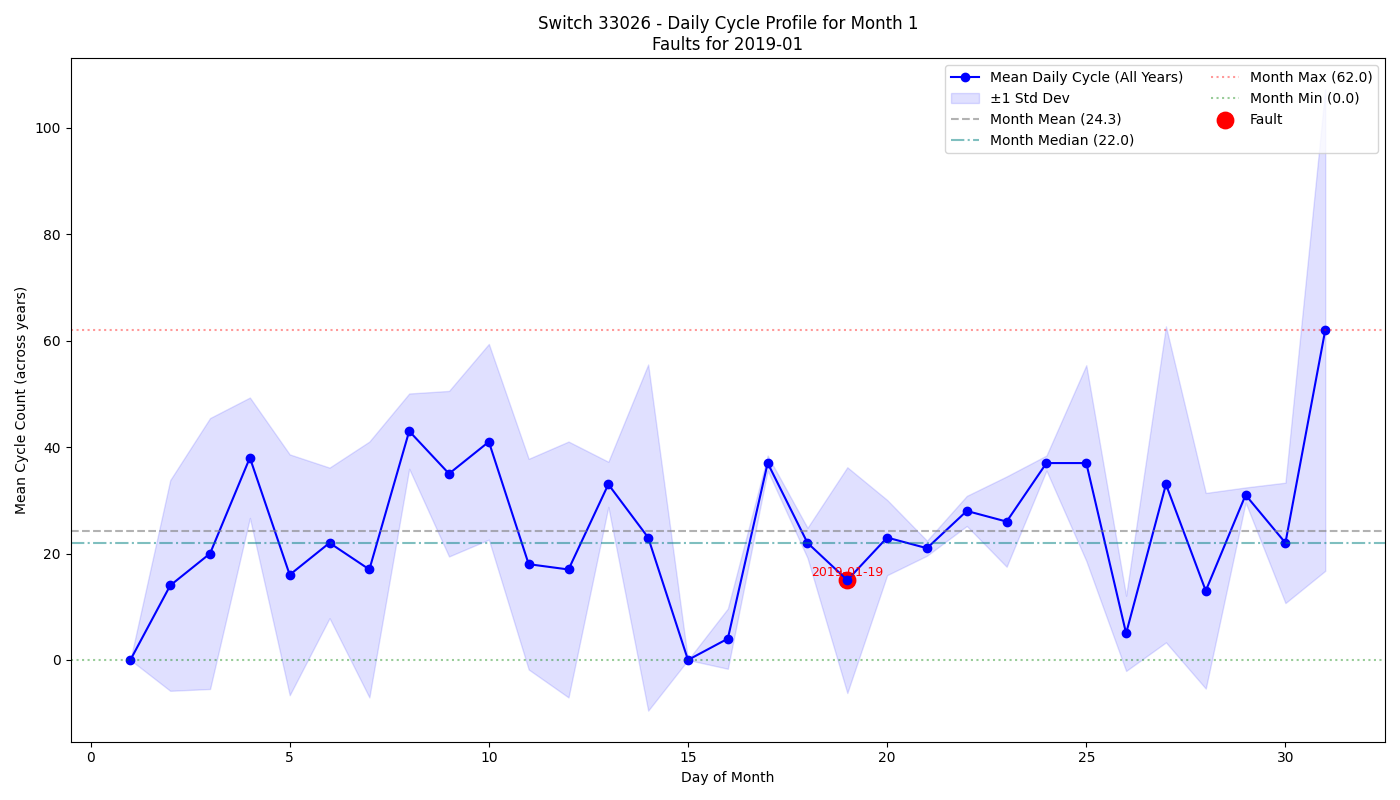 Switch 33026 - Daily Cycle Profile for Month 1
Faults for 2019-01
Mean Daily Cycle (All Years)
±1 Std Dev
Month Mean (24.3)
Month Median (22.0)
Month Max (62.0)
Month Min (0.0)
Fault
Mean Cycle Count (across years)
100
80
60
40
20
0
2019-01-19
0
5
10
15
20
25
30
Day of Month